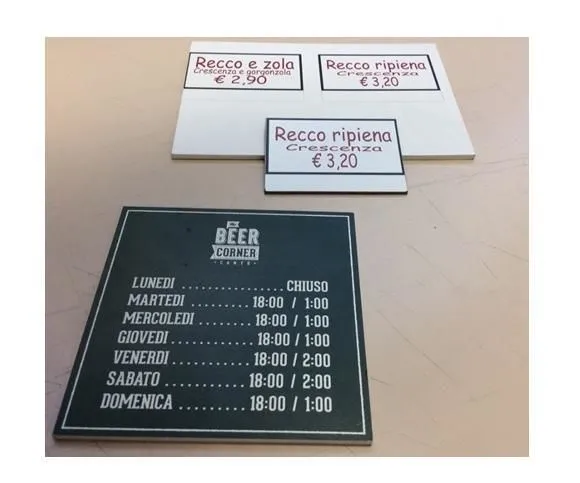 Recco e zola
Crescenza e gorgonzola
€ 2,90
Recco ripiena
Crescenza
€ 3,20
Recco ripiena
Crescenza
€ 3,20
BEER
CORNER
CANTÙ
LUNEDI ................ CHIUSO
MARTEDI ......... 18:00 / 1:00
MERCOLEDI ........ 18:00 / 1:00
GIOVEDI ............ 18:00 / 1:00
VENERDI ............ 18:00 / 2:00
SABATO ............ 18:00 / 2:00
DOMENICA ......... 18:00 / 1:00